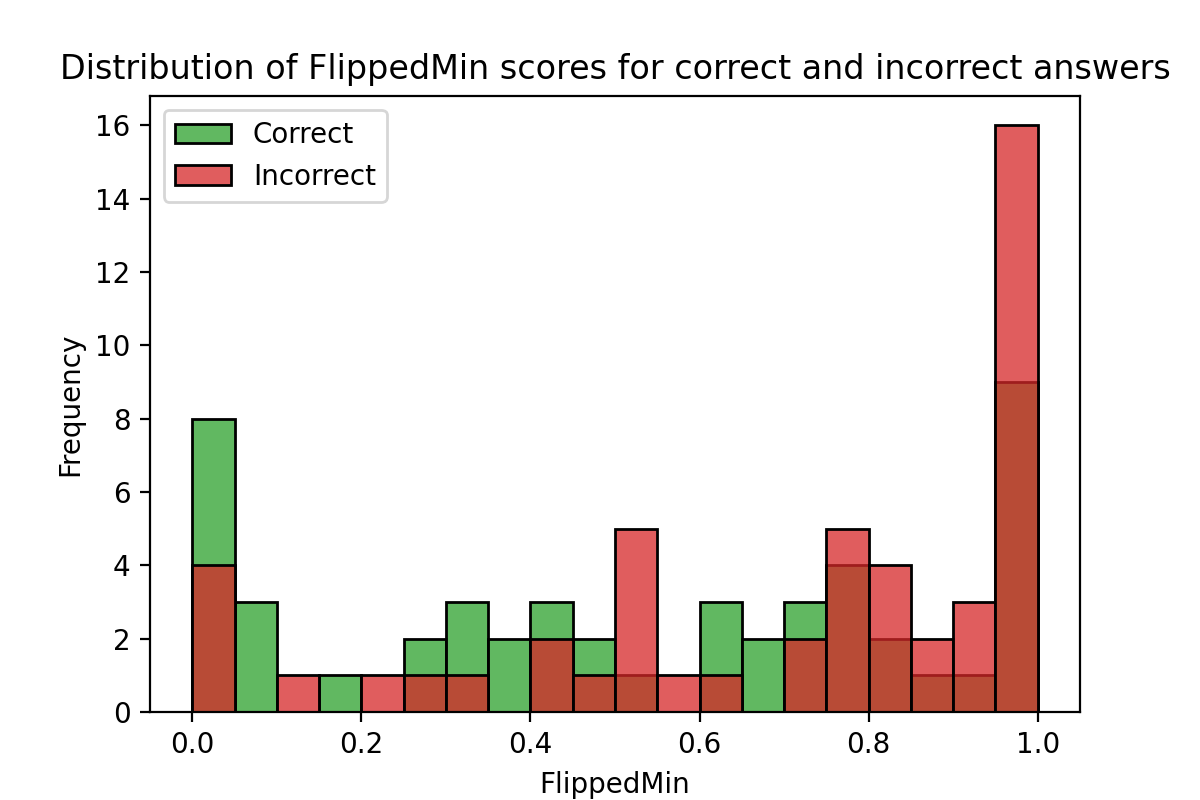 Distribution of FlippedMin scores for correct and incorrect answers
Correct
Incorrect
16
14
12
10
8
6
4
2
0
Frequency
0.0 0.2 0.4 0.6 0.8 1.0
FlippedMin